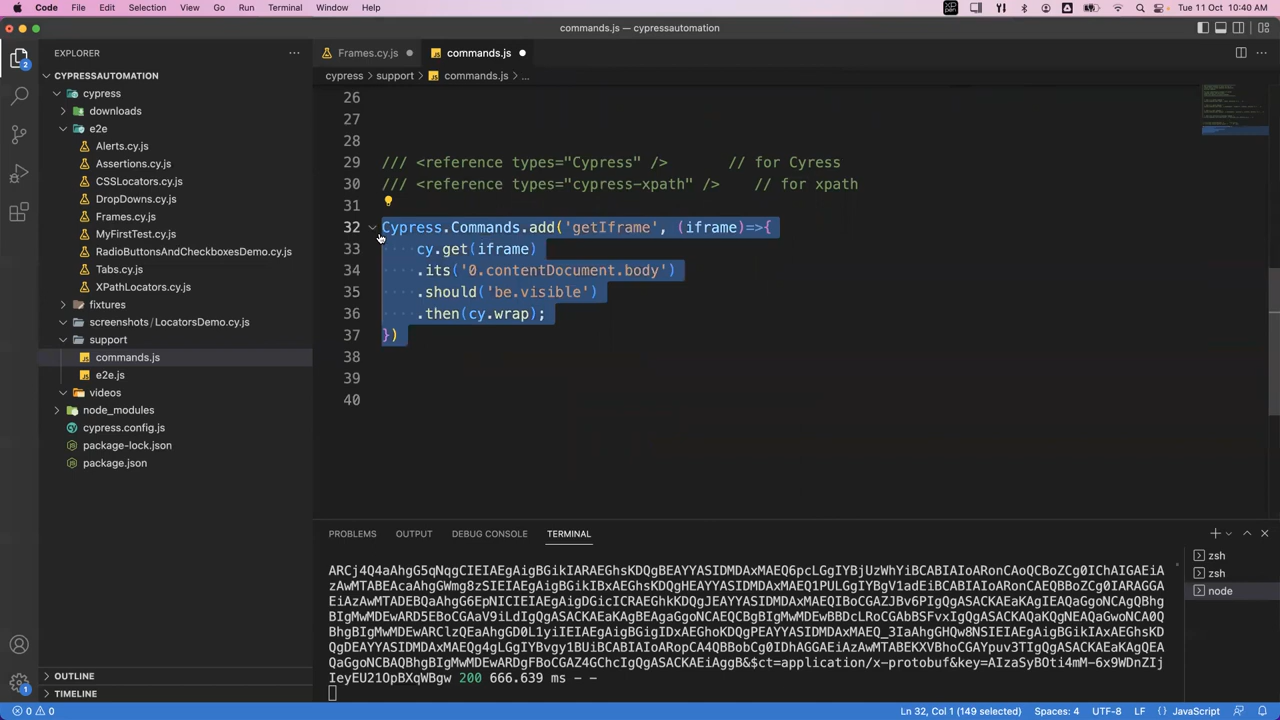 Code File Edit Selection View Go Run Terminal Window Help Tue 11 Oct 10:40 AM
commands.js — cypressautomation
EXPLORER
CYPRESSAUTOMATION
cypress
downloads
e2e
Alerts.cy.js
Assertions.cy.js
CSSLocators.cy.js
DropDowns.cy.js
Frames.cy.js
MyFirstTest.cy.js
RadioButtonsAndCheckboxesDemo.cy.js
Tabs.cy.js
XPathLocators.cy.js
fixtures
screenshots / LocatorsDemo.cy.js
support
commands.js
e2e.js
videos
node_modules
cypress.config.js
package-lock.json
package.json
OUTLINE
TIMELINE
Frames.cy.js commands.js
cypress > support > commands.js > ...
26
27
28
29 /// <reference types="Cypress" /> // for Cyress
30 /// <reference types="cypress-xpath" /> // for xpath
31
32 Cypress.Commands.add('getIframe', (iframe)=>{
33 cy.get(iframe)
34 .its('0.contentDocument.body')
35 .should('be.visible')
36 .then(cy.wrap);
37 })
38
39
40
PROBLEMS OUTPUT DEBUG CONSOLE TERMINAL
zsh
zsh
node
200 666.639 ms - -
0 0 Ln 32, Col 1 (149 selected) Spaces: 4 UTF-8 LF {} JavaScript